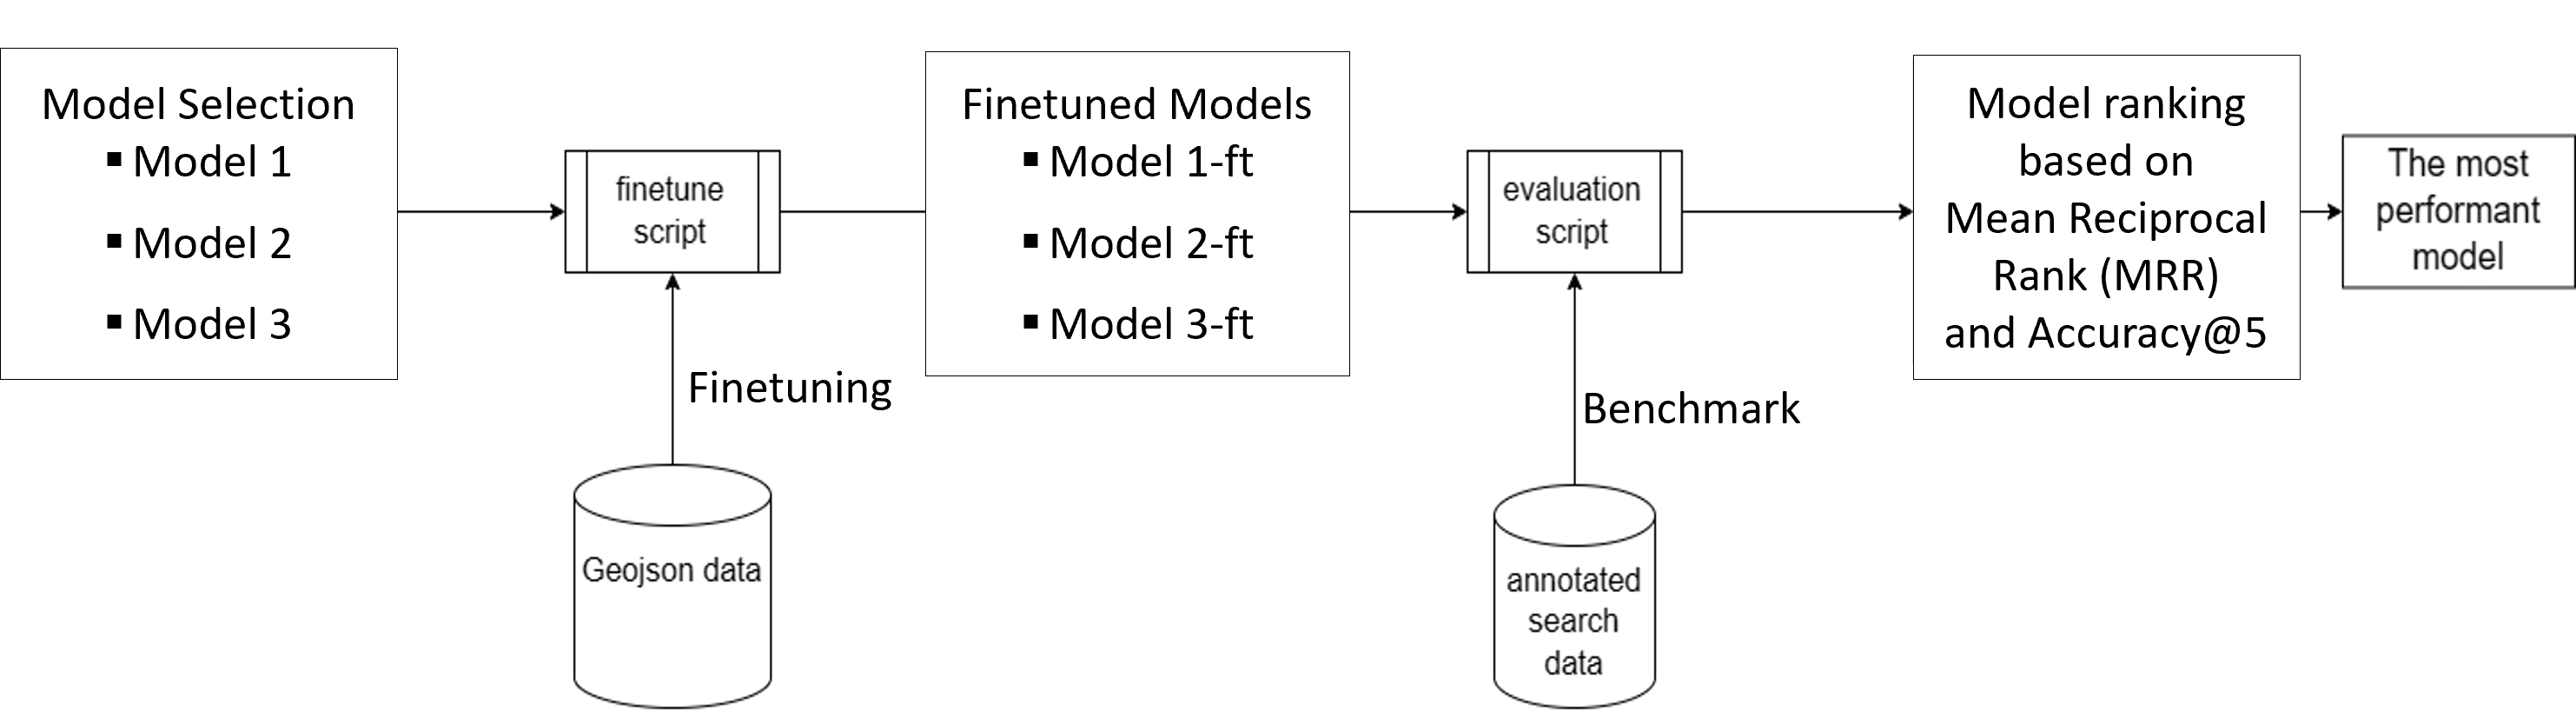 Model Selection
▪ Model 1
▪ Model 2
▪ Model 3
finetune
script
Finetuning
Geojson data
Finetuned Models
▪ Model 1-ft
▪ Model 2-ft
▪ Model 3-ft
evaluation
script
Benchmark
annotated
search
data
Model ranking
based on
Mean Reciprocal
Rank (MRR)
and Accuracy@5
The most
performant
model